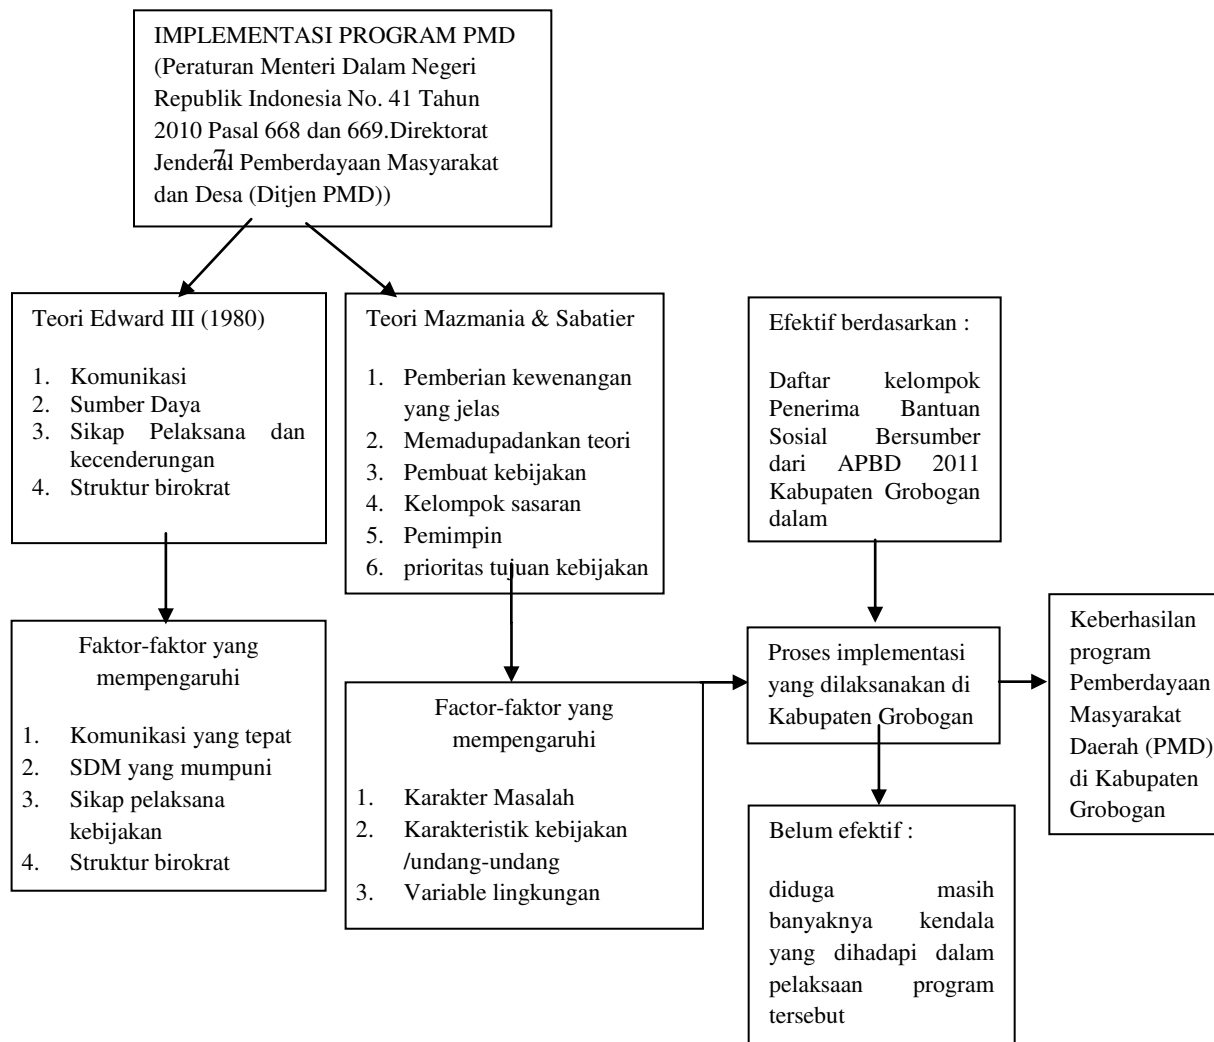 IMPLEMENTASI PROGRAM PMD
(Peraturan Menteri Dalam Negeri
Republik Indonesia No. 41 Tahun
2010 Pasal 668 dan 669.Direktorat
Jenderal Pemberdayaan Masyarakat
7.
dan Desa (Ditjen PMD))
Teori Edward III (1980)
1. Komunikasi
2. Sumber Daya
3. Sikap Pelaksana dan
kecenderungan
4. Struktur birokrat
Teori Mazmania & Sabatier
1. Pemberian kewenangan
yang jelas
2. Memadupadankan teori
3. Pembuat kebijakan
4. Kelompok sasaran
5. Pemimpin
6. prioritas tujuan kebijakan
Efektif berdasarkan :
Daftar kelompok
Penerima Bantuan
Sosial Bersumber
dari APBD 2011
Kabupaten Grobogan
dalam
Faktor-faktor yang
mempengaruhi
1. Komunikasi yang tepat
2. SDM yang mumpuni
3. Sikap pelaksana
kebijakan
4. Struktur birokrat
Factor-faktor yang
mempengaruhi
1. Karakter Masalah
2. Karakteristik kebijakan
/undang-undang
3. Variable lingkungan
Proses implementasi
yang dilaksanakan di
Kabupaten Grobogan
Keberhasilan
program
Pemberdayaan
Masyarakat
Daerah (PMD)
di Kabupaten
Grobogan
Belum efektif :
diduga masih
banyaknya kendala
yang dihadapi dalam
pelaksaan program
tersebut